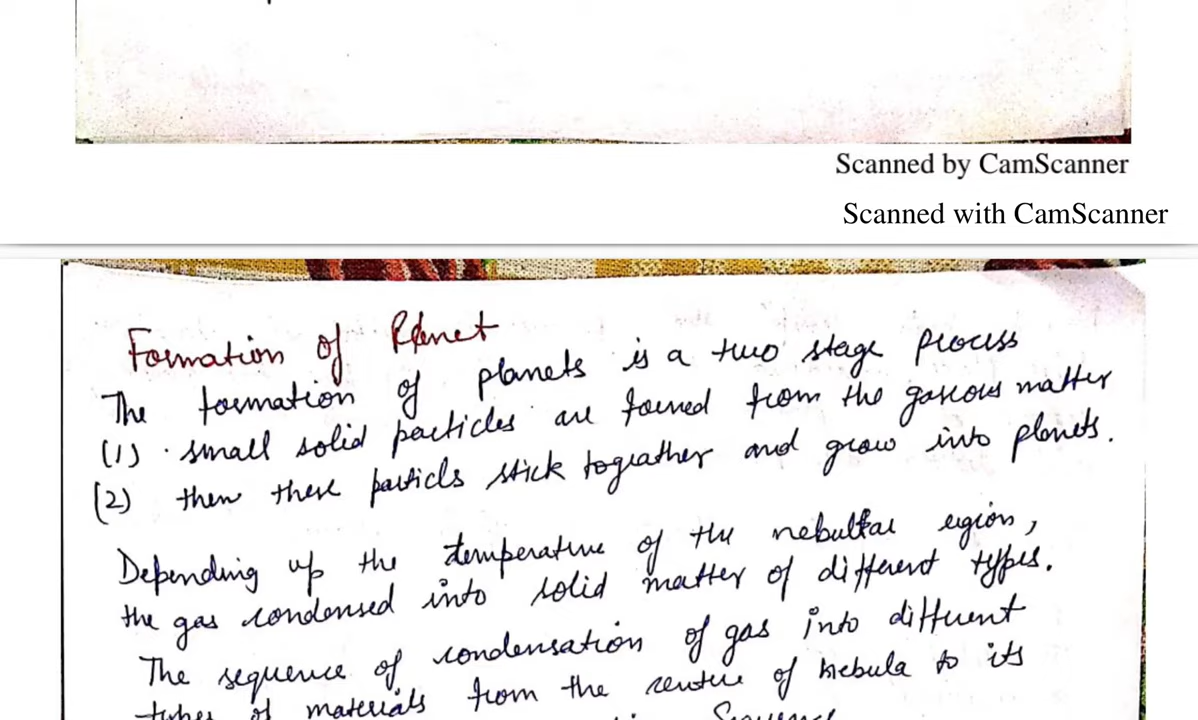 Scanned by CamScanner
Scanned with CamScanner
Formation of Planet
The formation of planets is a two stage process
(1) small solid particles are formed from the gaseous matter
(2) then these particls stick togeather and grow into planets.
Depending up the temperature of the nebullar region,
the gas condensed into solid matter of different types.
The sequence of condensation of gas into different
types of materials from the centre of nebula to its
Sequence